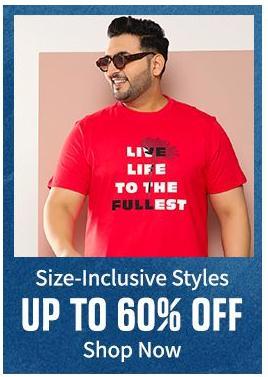 LIVE
LIFE
TO THE
FULLEST
Size-Inclusive Styles
UP TO 60% OFF
Shop Now